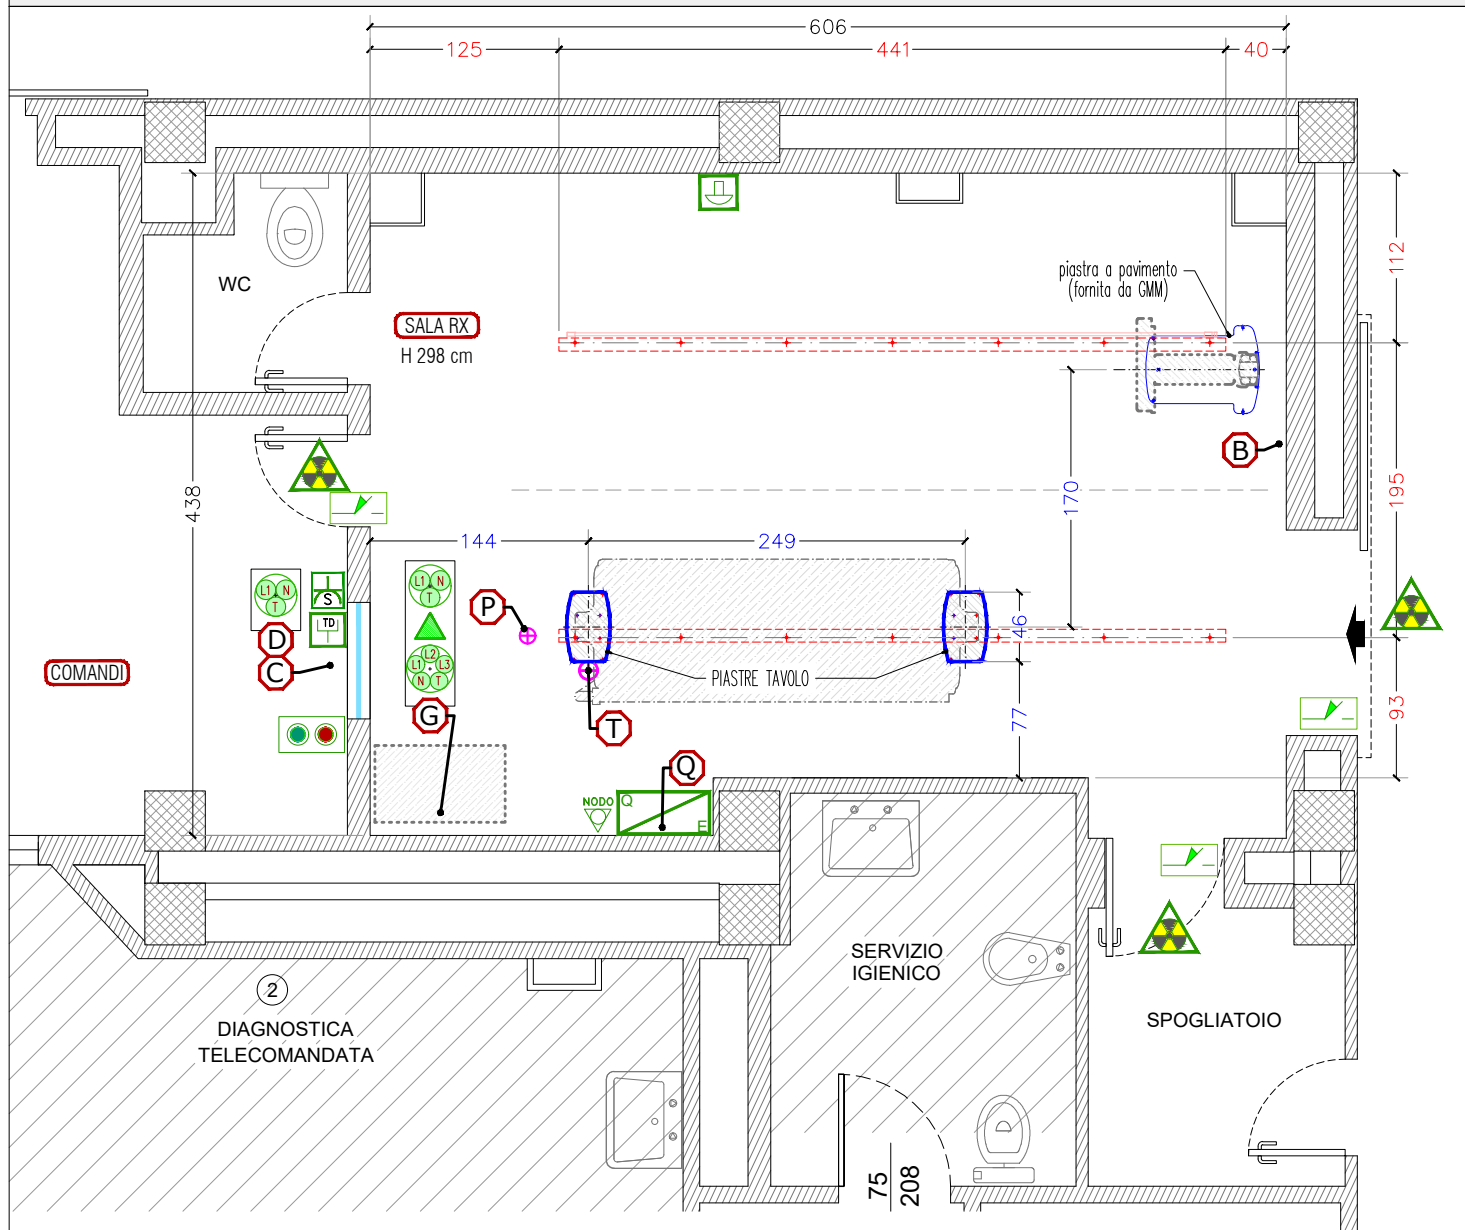 606
125
441
40
WC
SALA RX
H 298 cm
piastra a pavimento
(fornita da GMM)
112
B
195
438
170
144
249
L1 N
T
L1 N
T
S
TD
P
46
D
C
COMANDI
L2
L1 L3
N T
PIASTRE TAVOLO
G
T
77
93
Q
NODO
Q
E
SERVIZIO
IGIENICO
2
DIAGNOSTICA
TELECOMANDATA
SPOGLIATOIO
75
208